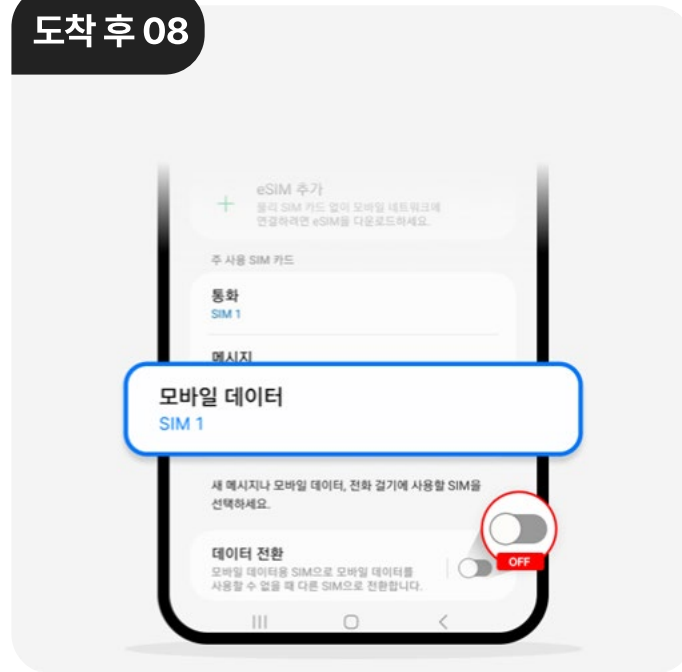 도착 후 08
eSIM 추가
물리 SIM 카드 없이 모바일 네트워크에
연결하려면 eSIM을 다운로드하세요.
주 사용 SIM 카드
통화
SIM 1
메시지
모바일 데이터
SIM 1
새 메시지나 모바일 데이터, 전화 걸기에 사용할 SIM을
선택하세요.
데이터 전환
모바일 데이터용 SIM으로 모바일 데이터를
사용할 수 없을 때 다른 SIM으로 전환합니다.
OFF